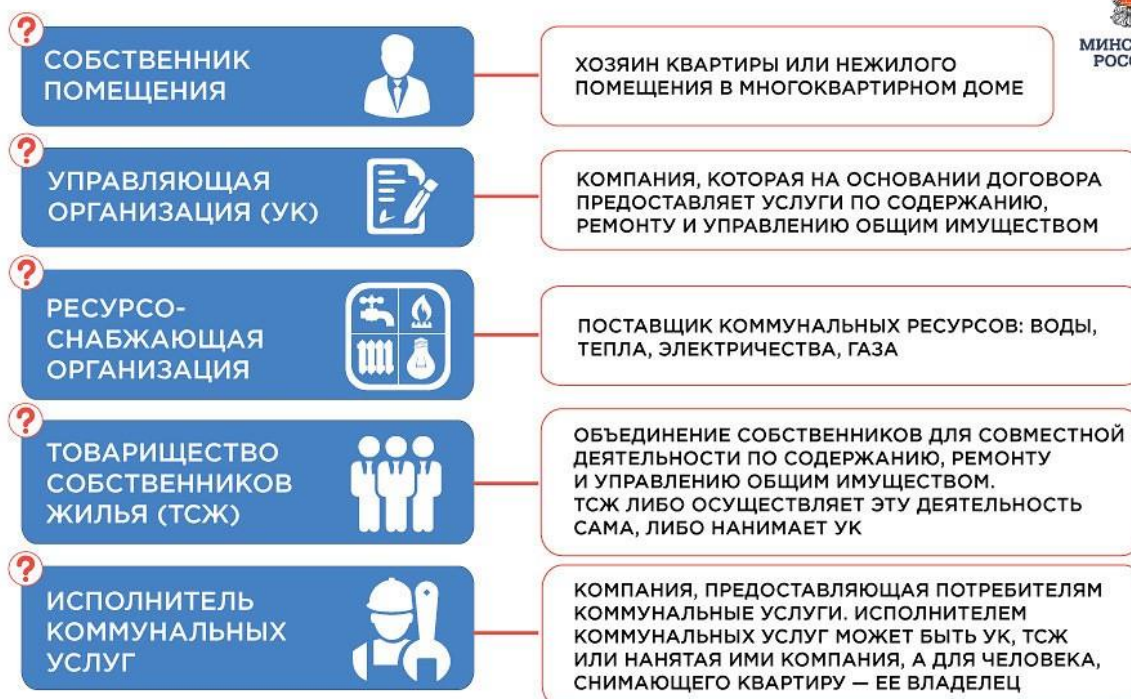 ?
СОБСТВЕННИК
ПОМЕЩЕНИЯ
ХОЗЯИН КВАРТИРЫ ИЛИ НЕЖИЛОГО
ПОМЕЩЕНИЯ В МНОГОКВАРТИРНОМ ДОМЕ
?
УПРАВЛЯЮЩАЯ
ОРГАНИЗАЦИЯ (УК)
КОМПАНИЯ, КОТОРАЯ НА ОСНОВАНИИ ДОГОВОРА
ПРЕДОСТАВЛЯЕТ УСЛУГИ ПО СОДЕРЖАНИЮ,
РЕМОНТУ И УПРАВЛЕНИЮ ОБЩИМ ИМУЩЕСТВОМ
?
РЕСУРСО-
СНАБЖАЮЩАЯ
ОРГАНИЗАЦИЯ
ПОСТАВЩИК КОММУНАЛЬНЫХ РЕСУРСОВ: ВОДЫ,
ТЕПЛА, ЭЛЕКТРИЧЕСТВА, ГАЗА
?
ТОВАРИЩЕСТВО
СОБСТВЕННИКОВ
ЖИЛЬЯ (ТСЖ)
ОБЪЕДИНЕНИЕ СОБСТВЕННИКОВ ДЛЯ СОВМЕСТНОЙ
ДЕЯТЕЛЬНОСТИ ПО СОДЕРЖАНИЮ, РЕМОНТУ
И УПРАВЛЕНИЮ ОБЩИМ ИМУЩЕСТВОМ.
ТСЖ ЛИБО ОСУЩЕСТВЛЯЕТ ЭТУ ДЕЯТЕЛЬНОСТЬ
САМА, ЛИБО НАНИМАЕТ УК
?
ИСПОЛНИТЕЛЬ
КОММУНАЛЬНЫХ
УСЛУГ
КОМПАНИЯ, ПРЕДОСТАВЛЯЮЩАЯ ПОТРЕБИТЕЛЯМ
КОММУНАЛЬНЫЕ УСЛУГИ. ИСПОЛНИТЕЛЕМ
КОММУНАЛЬНЫХ УСЛУГ МОЖЕТ БЫТЬ УК, ТСЖ
ИЛИ НАНЯТАЯ ИМИ КОМПАНИЯ, А ДЛЯ ЧЕЛОВЕКА,
СНИМАЮЩЕГО КВАРТИРУ — ЕЕ ВЛАДЕЛЕЦ